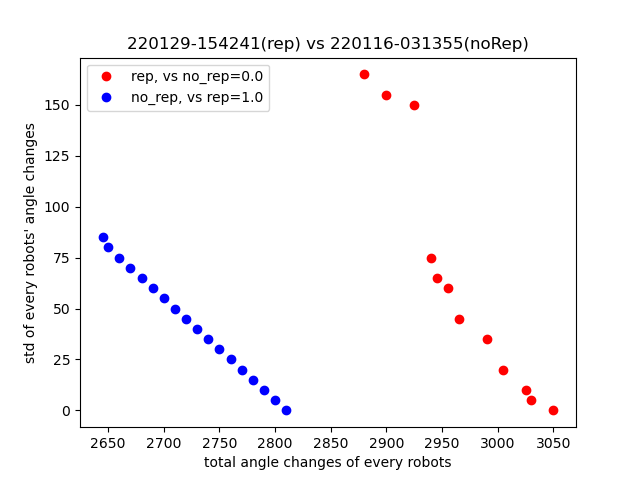 220129-154241(rep) vs 220116-031355(noRep)
rep, vs no_rep=0.0
no_rep, vs rep=1.0
std of every robots' angle changes
150
125
100
75
50
25
0
2650 2700 2750 2800 2850 2900 2950 3000 3050
total angle changes of every robots